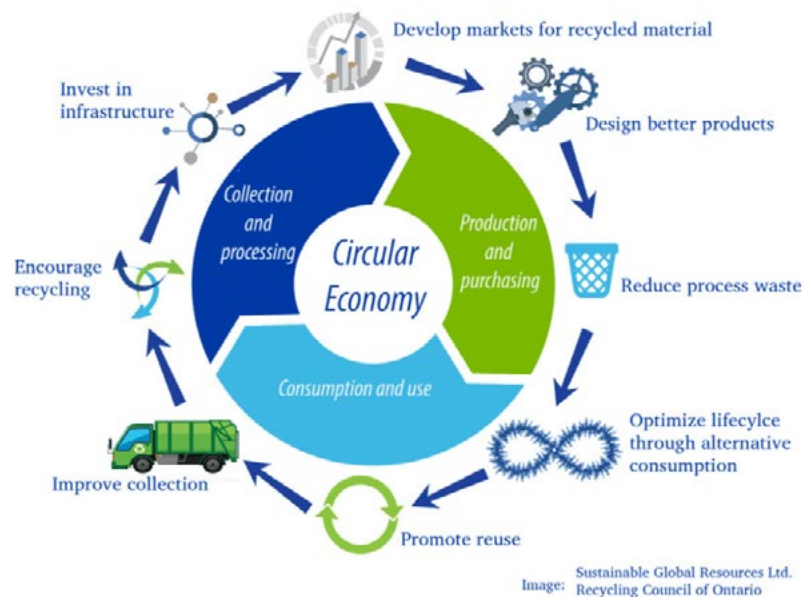 Develop markets for recycled material
Invest in
infrastructure
Design better products
Collection
and
processing
Production
and
purchasing
Circular
Economy
Encourage
recycling
Reduce process waste
Consumption and use
Optimize lifecylce
through alternative
consumption
Improve collection
Promote reuse
Image: Sustainable Global Resources Ltd.
Recycling Council of Ontario